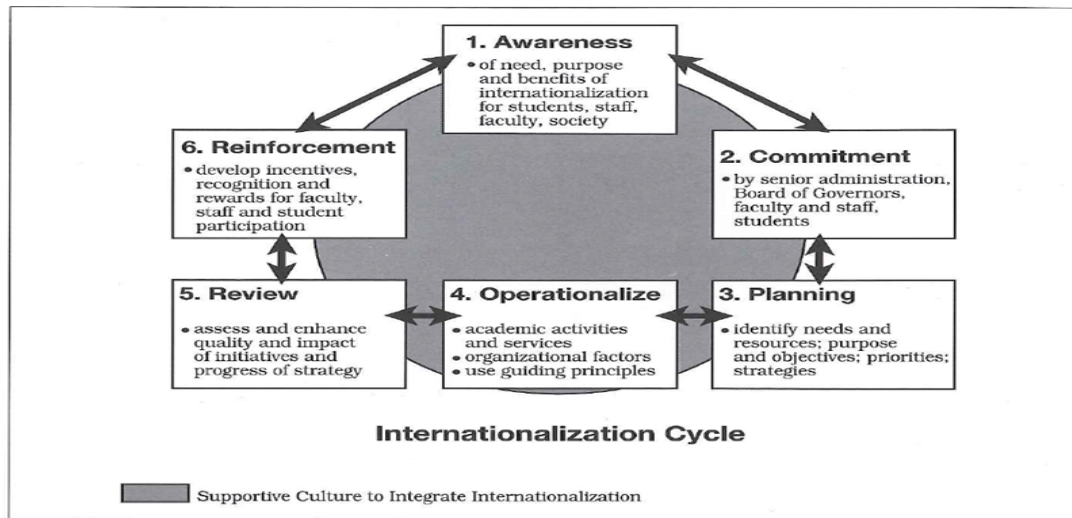 1. Awareness
• of need, purpose
and benefits of
internationalization
for students, staff,
faculty, society
2. Commitment
• by senior administration,
Board of Governors,
faculty and staff,
students
3. Planning
• identify needs and
resources; purpose
and objectives; priorities;
strategies
4. Operationalize
• academic activities
and services
• organizational factors
• use guiding principles
5. Review
• assess and enhance
quality and impact
of initiatives and
progress of strategy
6. Reinforcement
• develop incentives,
recognition and
rewards for faculty,
staff and student
participation
Internationalization Cycle
Supportive Culture to Integrate Internationalization